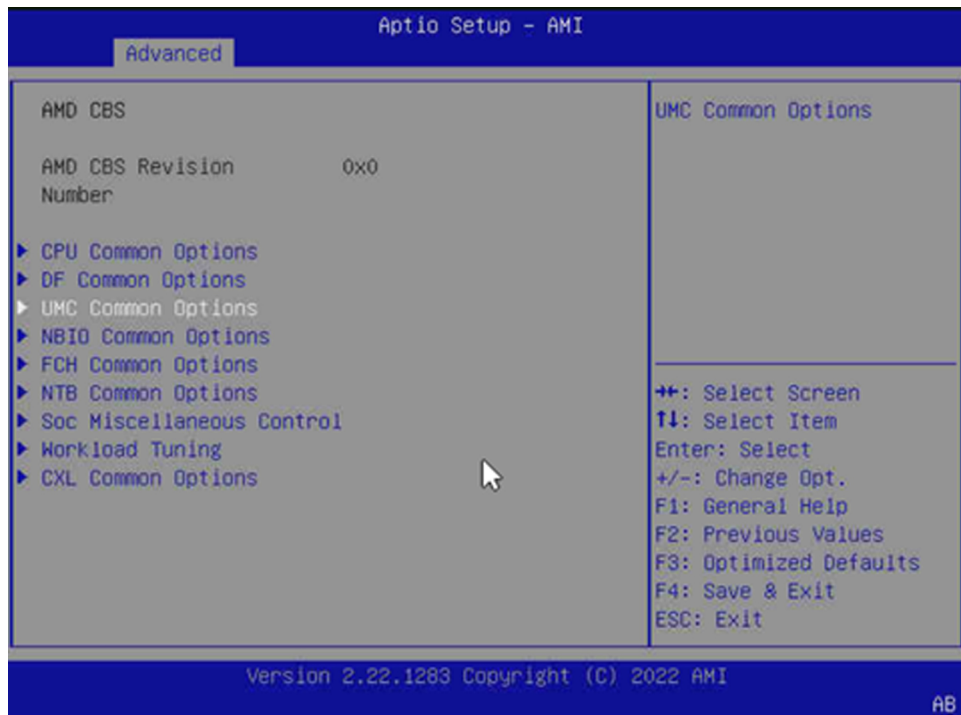 Aptio Setup – AMI
Advanced
AMD CBS
AMD CBS Revision 0x0
Number
CPU Common Options
DF Common Options
UMC Common Options
NBIO Common Options
FCH Common Options
NTB Common Options
Soc Miscellaneous Control
Workload Tuning
CXL Common Options
UMC Common Options
→←: Select Screen
↑↓: Select Item
Enter: Select
+/-: Change Opt.
F1: General Help
F2: Previous Values
F3: Optimized Defaults
F4: Save & Exit
ESC: Exit
Version 2.22.1283 Copyright (C) 2022 AMI
AB